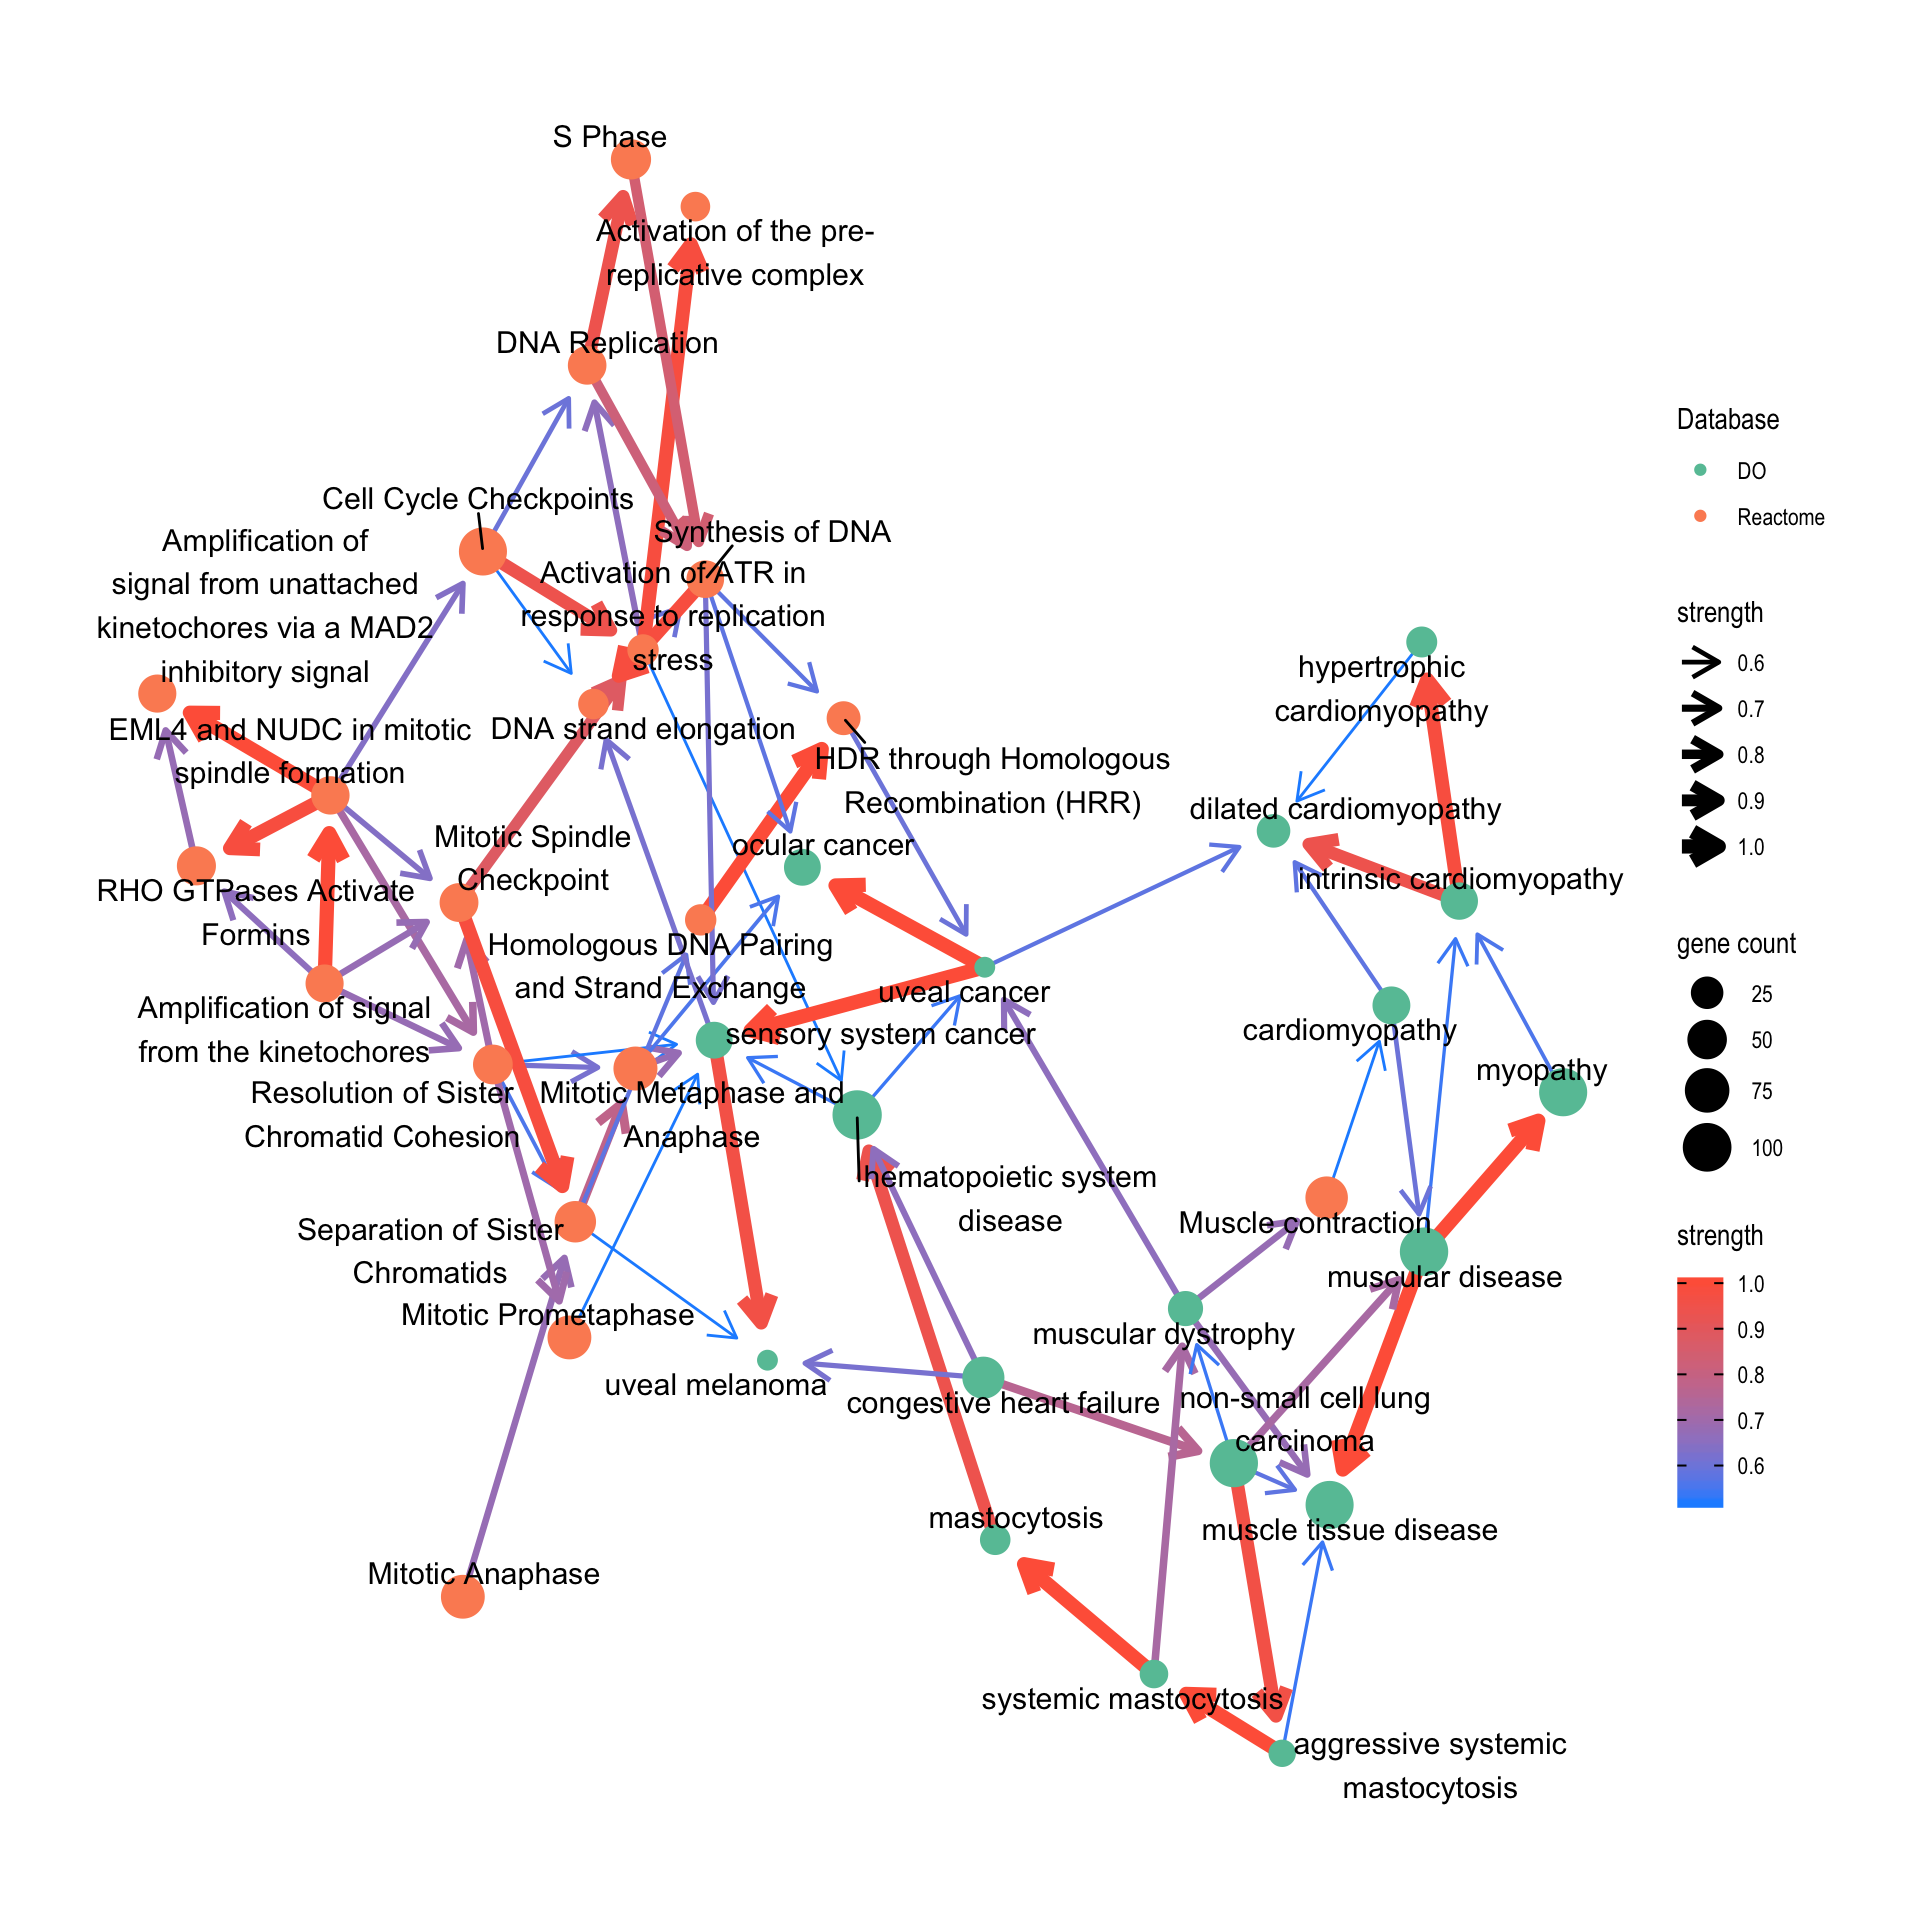 S Phase
Activation of the pre-
replicative complex
DNA Replication
Cell Cycle Checkpoints
Synthesis of DNA
Amplification of
signal from unattached
kinetochores via a MAD2
inhibitory signal
Activation of ATR in
response to replication
stress
EML4 and NUDC in mitotic
spindle formation
DNA strand elongation
HDR through Homologous
Recombination (HRR)
Mitotic Spindle
Checkpoint
ocular cancer
RHO GTPases Activate
Formins
Homologous DNA Pairing
and Strand Exchange
uveal cancer
sensory system cancer
Amplification of signal
from the kinetochores
Resolution of Sister
Chromatid Cohesion
Mitotic Metaphase and
Anaphase
hematopoietic system
disease
Separation of Sister
Chromatids
Mitotic Prometaphase
uveal melanoma
congestive heart failure
Mitotic Anaphase
mastocytosis
systemic mastocytosis
aggressive systemic
mastocytosis
hypertrophic
cardiomyopathy
dilated cardiomyopathy
intrinsic cardiomyopathy
cardiomyopathy
myopathy
Muscle contraction
muscular disease
muscular dystrophy
non-small cell lung
carcinoma
muscle tissue disease
Database
DO
Reactome
strength
0.6
0.7
0.8
0.9
1.0
gene count
25
50
75
100
strength
1.0
0.9
0.8
0.7
0.6